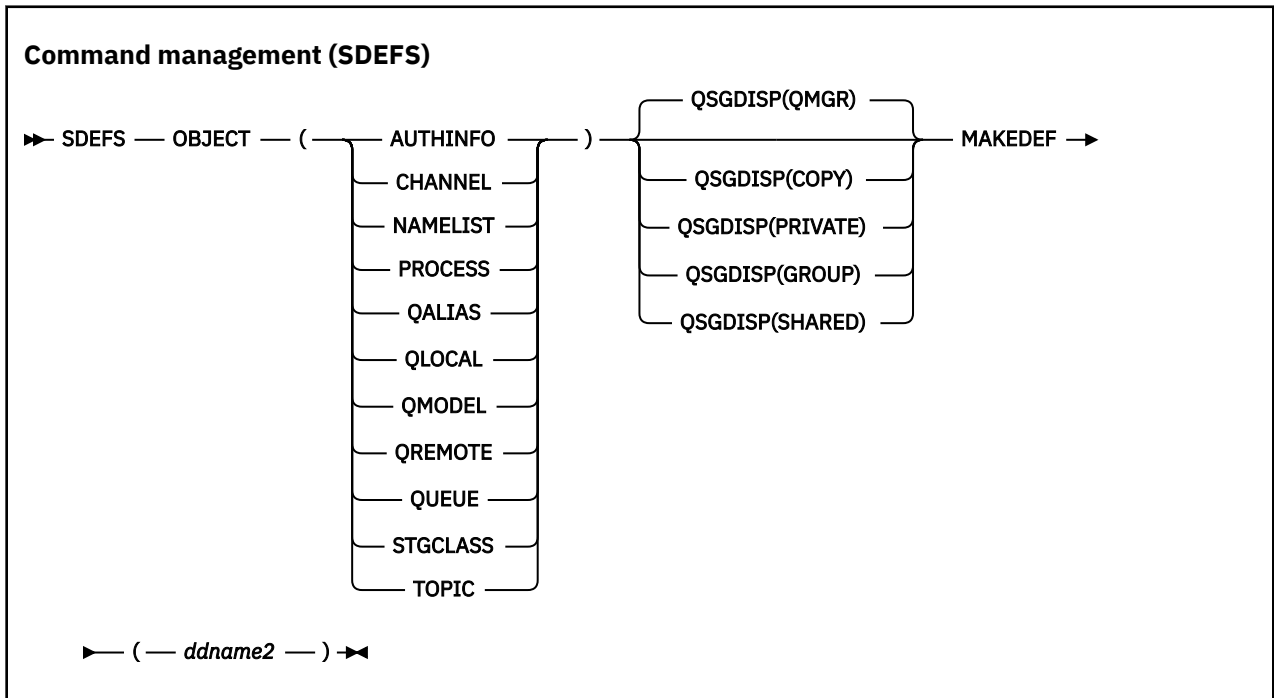 Command management (SDEFS)
QSGDISP(QMGR)
SDEFS OBJECT ( AUTHINFO ) MAKEDEF
CHANNEL QSGDISP(COPY)
NAMELIST QSGDISP(PRIVATE)
PROCESS QSGDISP(GROUP)
QALIAS QSGDISP(SHARED)
QLOCAL
QMODEL
QREMOTE
QUEUE
STGCLASS
TOPIC
( ddname2 )